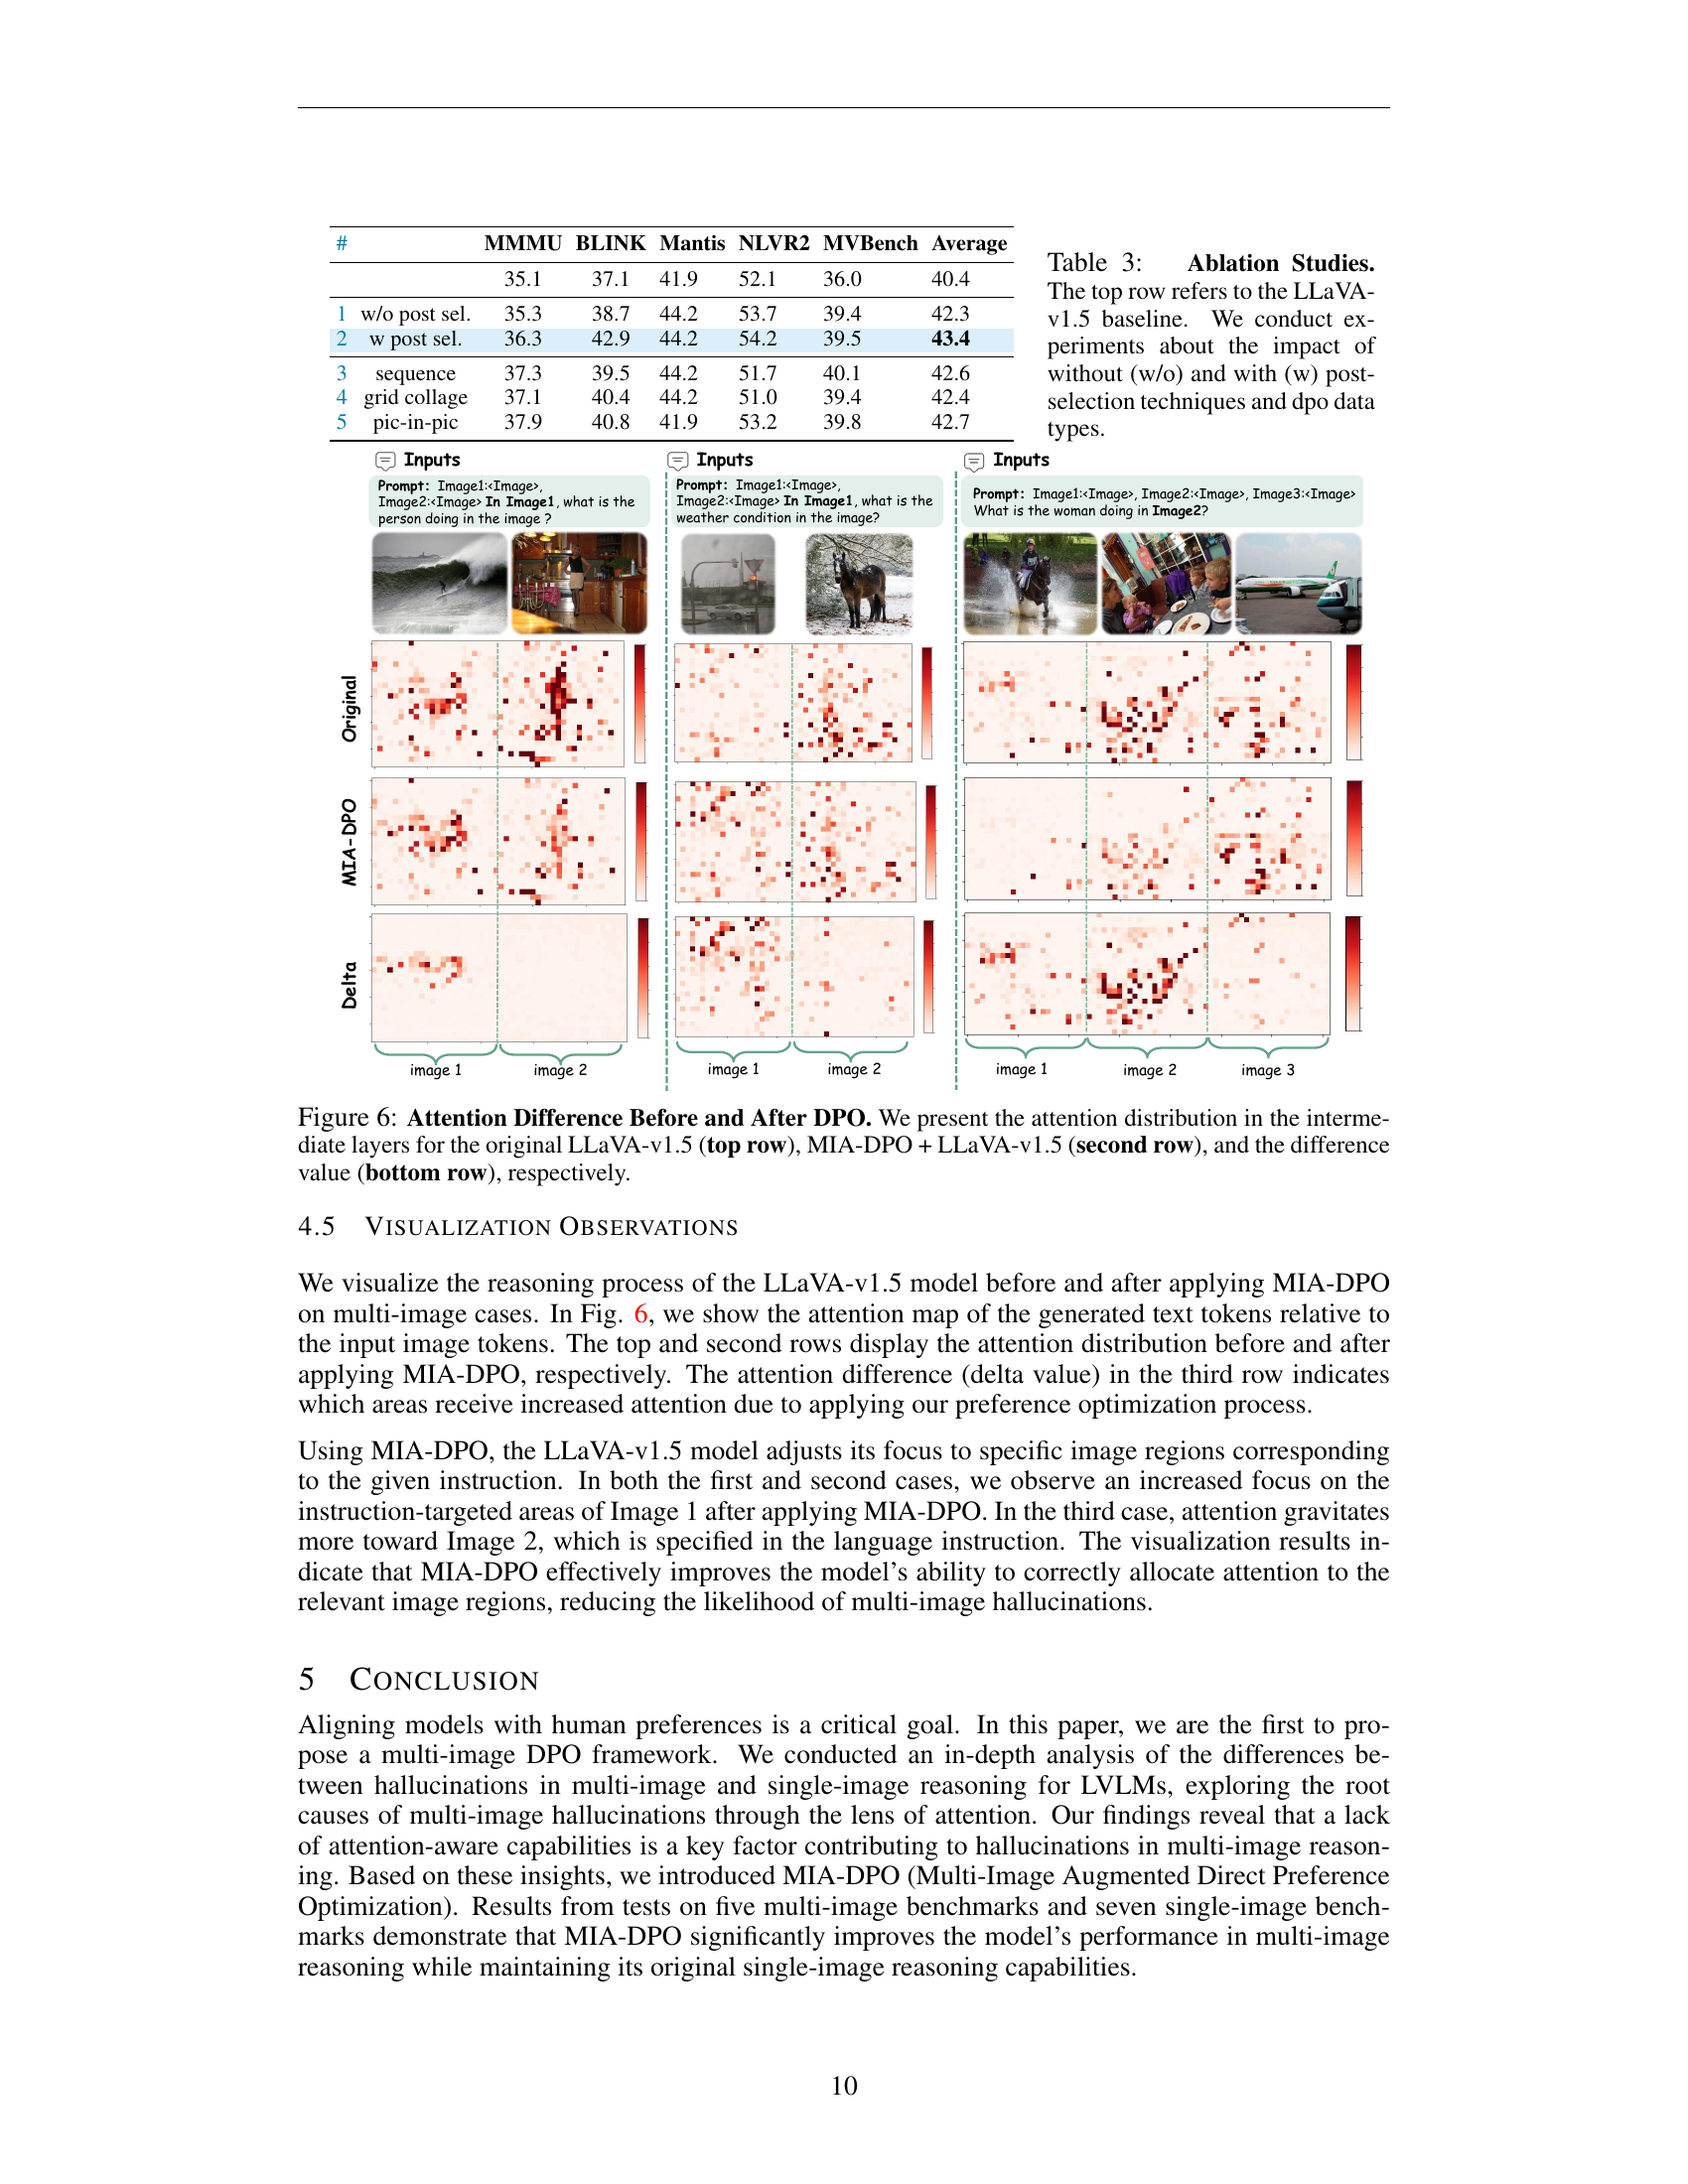 # MMMU BLINK Mantis NLVR2 MVBench Average
35.1 37.1 41.9 52.1 36.0 40.4
1 w/o post sel. 35.3 38.7 44.2 53.7 39.4 42.3
2 w post sel. 36.3 42.9 44.2 54.2 39.5 43.4
3 sequence 37.3 39.5 44.2 51.7 40.1 42.6
4 grid collage 37.1 40.4 44.2 51.0 39.4 42.4
5 pic-in-pic 37.9 40.8 41.9 53.2 39.8 42.7
Table 3: Ablation Studies.
The top row refers to the LLaVA-
v1.5 baseline. We conduct ex-
periments about the impact of
without (w/o) and with (w) post-
selection techniques and dpo data
types.
Inputs
Prompt: Image1:<Image>,
Image2:<Image> In Image1, what is the
person doing in the image ?
Inputs
Prompt: Image1:<Image>,
Image2:<Image> In Image1, what is the
weather condition in the image?
Inputs
Prompt: Image1:<Image>, Image2:<Image>, Image3:<Image>
What is the woman doing in Image2?
Original
MIA-DPO
Delta
image 1 image 2 image 1 image 2 image 1 image 2 image 3
Figure 6: Attention Difference Before and After DPO. We present the attention distribution in the interme-
diate layers for the original LLaVA-v1.5 (top row), MIA-DPO + LLaVA-v1.5 (second row), and the difference
value (bottom row), respectively.
4.5 VISUALIZATION OBSERVATIONS
We visualize the reasoning process of the LLaVA-v1.5 model before and after applying MIA-DPO
on multi-image cases. In Fig. 6, we show the attention map of the generated text tokens relative to
the input image tokens. The top and second rows display the attention distribution before and after
applying MIA-DPO, respectively. The attention difference (delta value) in the third row indicates
which areas receive increased attention due to applying our preference optimization process.
Using MIA-DPO, the LLaVA-v1.5 model adjusts its focus to specific image regions corresponding
to the given instruction. In both the first and second cases, we observe an increased focus on the
instruction-targeted areas of Image 1 after applying MIA-DPO. In the third case, attention gravitates
more toward Image 2, which is specified in the language instruction. The visualization results in-
dicate that MIA-DPO effectively improves the model's ability to correctly allocate attention to the
relevant image regions, reducing the likelihood of multi-image hallucinations.
5 CONCLUSION
Aligning models with human preferences is a critical goal. In this paper, we are the first to pro-
pose a multi-image DPO framework. We conducted an in-depth analysis of the differences be-
tween hallucinations in multi-image and single-image reasoning for LVLMs, exploring the root
causes of multi-image hallucinations through the lens of attention. Our findings reveal that a lack
of attention-aware capabilities is a key factor contributing to hallucinations in multi-image reason-
ing. Based on these insights, we introduced MIA-DPO (Multi-Image Augmented Direct Preference
Optimization). Results from tests on five multi-image benchmarks and seven single-image bench-
marks demonstrate that MIA-DPO significantly improves the model's performance in multi-image
reasoning while maintaining its original single-image reasoning capabilities.
10